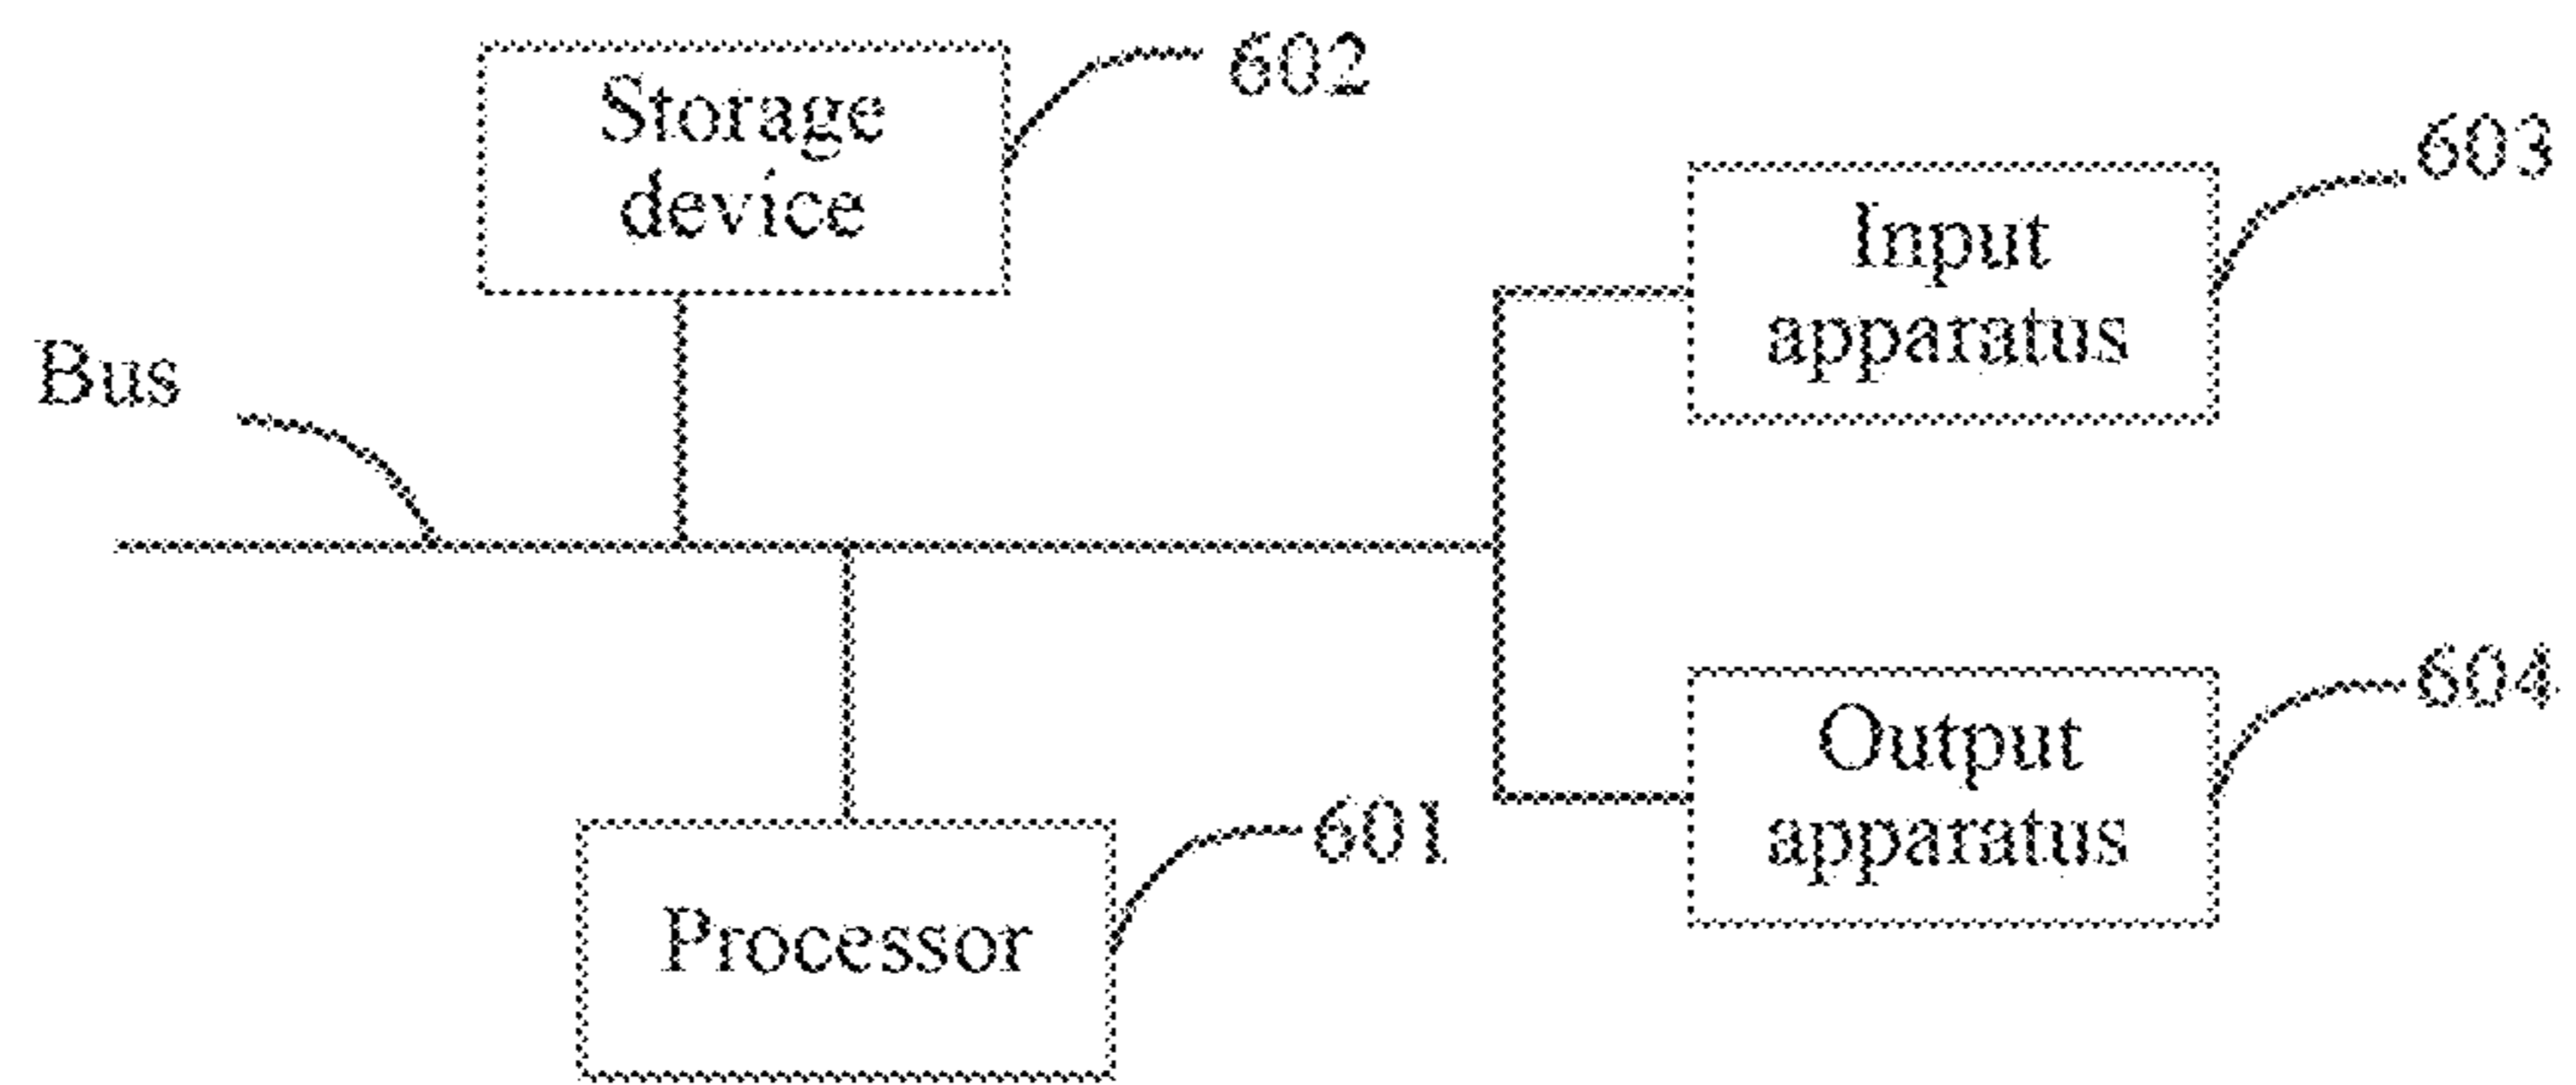 Storage
device
602
Input
apparatus
603
Bus
Output
apparatus
604
Processor
601